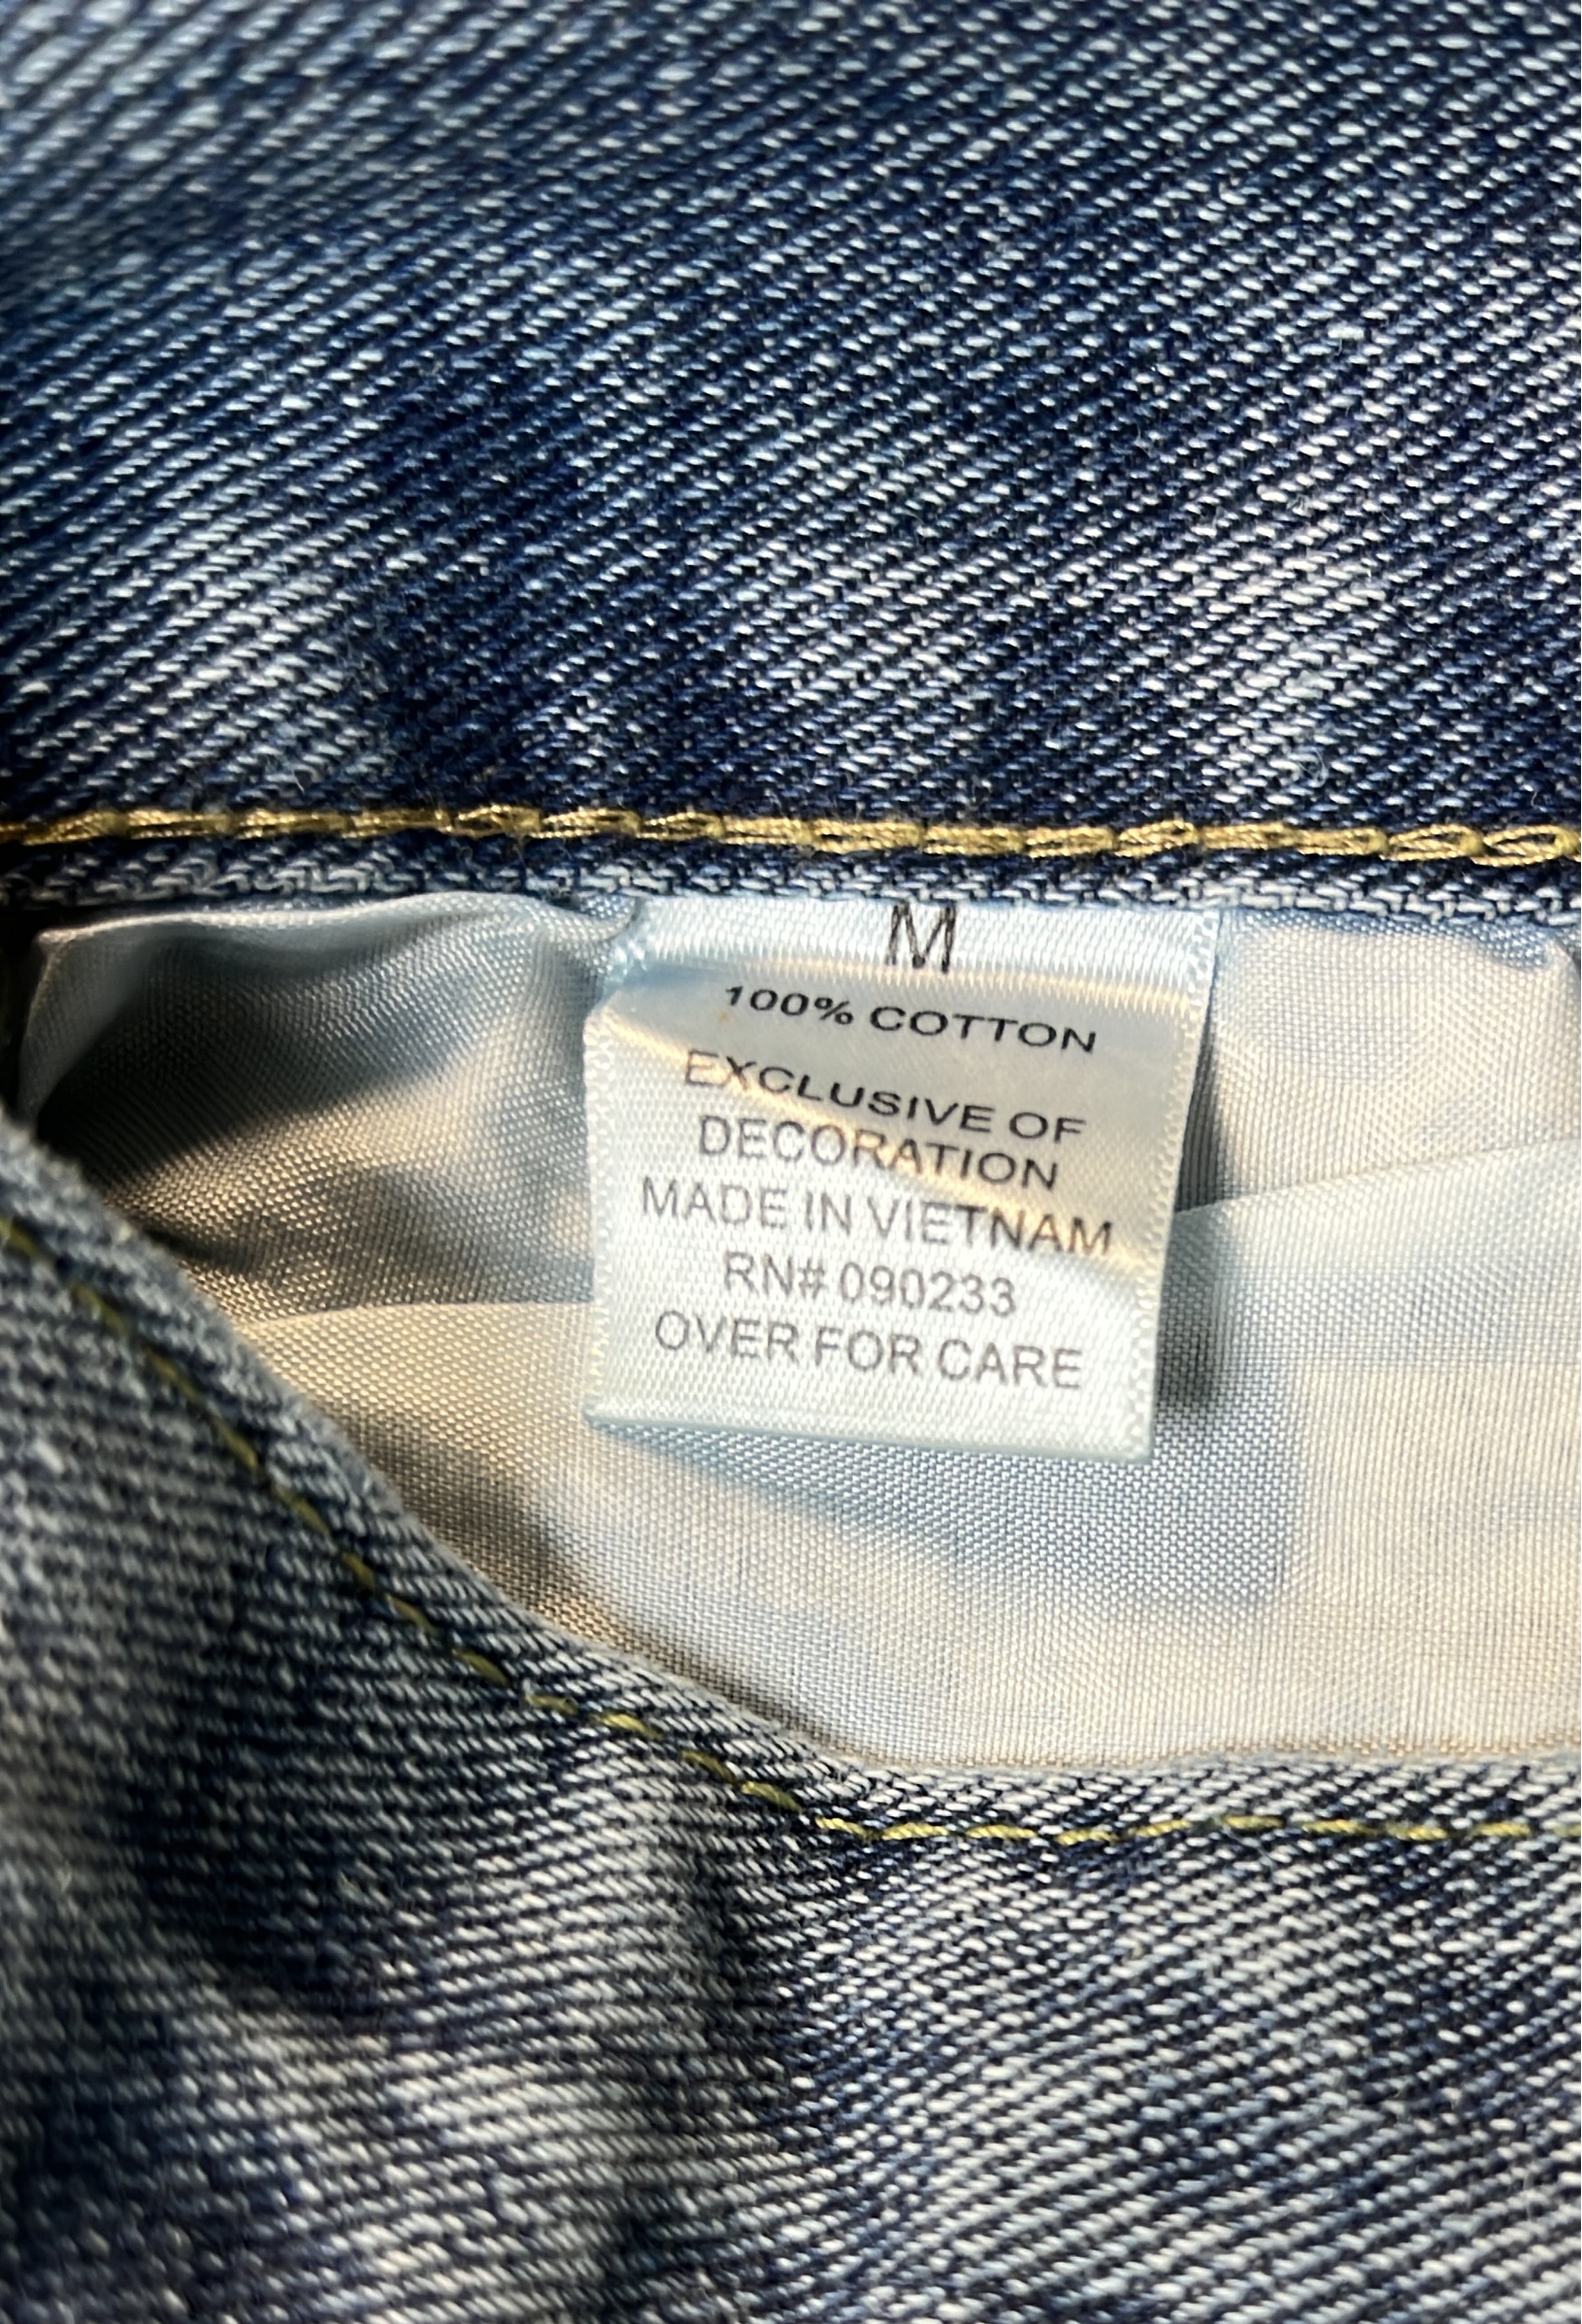 M
100% COTTON
EXCLUSIVE OF
DECORATION
MADE IN VIETNAM
RN# 090233
OVER FOR CARE